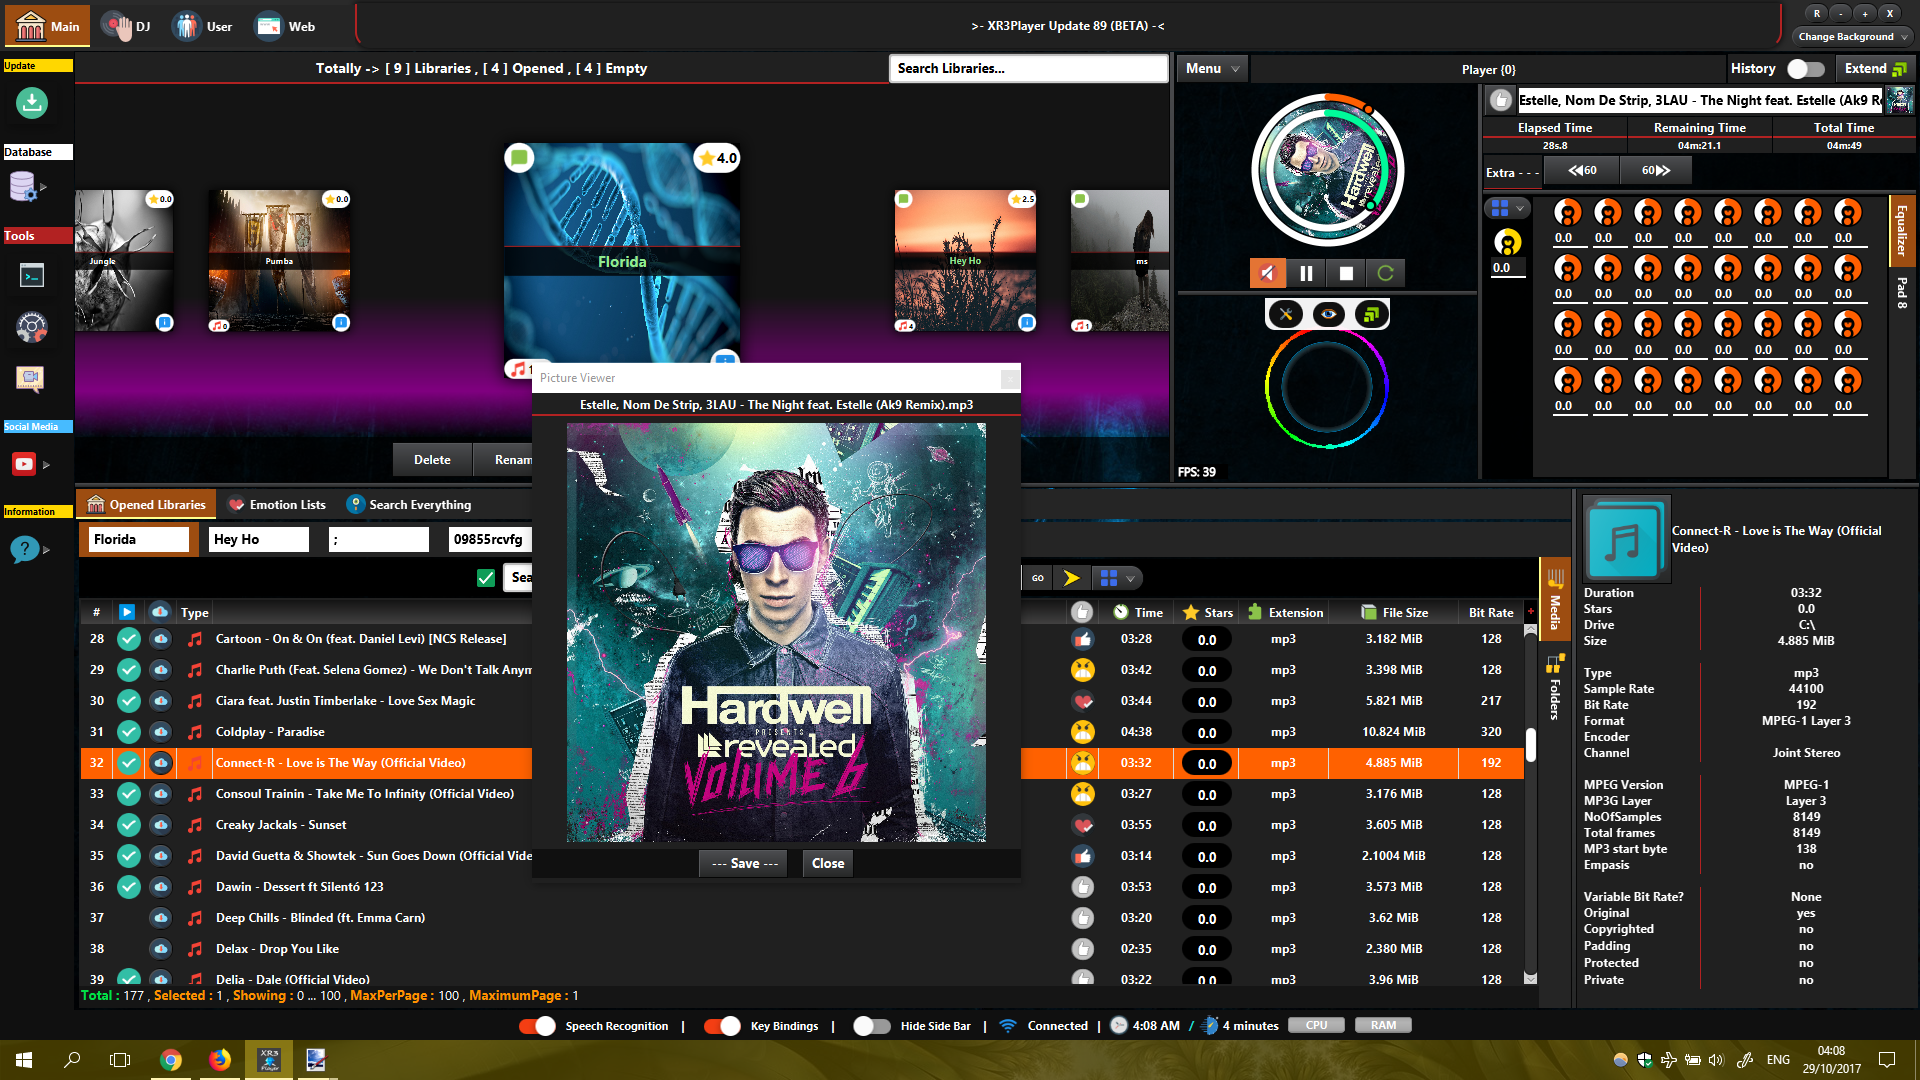 Main
DJ
User
Web
>- XR3Player Update 89 (BETA) -<
R - + X
Change Background
Update
Database
Tools
Social Media
Information
Totally -> [ 9 ] Libraries , [ 4 ] Opened , [ 4 ] Empty
Search Libraries...
0.0
Jungle
0.0
Pumba
0
4.0
Florida
2.5
Hey Ho
4
ms
1
Delete
Renam
Menu
Player {0}
History
Extend
Estelle, Nom De Strip, 3LAU - The Night feat. Estelle (Ak9 R
Elapsed Time Remaining Time Total Time
28s.8 04m:21.1 04m:49
Extra - - -
60
60
0.0
0.0 0.0 0.0 0.0 0.0 0.0 0.0 0.0
0.0 0.0 0.0 0.0 0.0 0.0 0.0 0.0
0.0 0.0 0.0 0.0 0.0 0.0 0.0 0.0
0.0 0.0 0.0 0.0 0.0 0.0 0.0 0.0
Equalizer
Pad 8
Hardwell
revealed
FPS: 39
Picture Viewer
Estelle, Nom De Strip, 3LAU - The Night feat. Estelle (Ak9 Remix).mp3
Hardwell
PRESENTS
revealed
VOLUME 6
--- Save ---
Close
Opened Libraries
Emotion Lists
Search Everything
Florida
Hey Ho
;
09855rcvfg
Sea
GO
# Type Time Stars Extension File Size Bit Rate
28 Cartoon - On & On (feat. Daniel Levi) [NCS Release] 03:28 0.0 mp3 3.182 MiB 128
29 Charlie Puth (Feat. Selena Gomez) - We Don't Talk Anym 03:42 0.0 mp3 3.398 MiB 128
30 Ciara feat. Justin Timberlake - Love Sex Magic 03:44 0.0 mp3 5.821 MiB 217
31 Coldplay - Paradise 04:38 0.0 mp3 10.824 MiB 320
32 Connect-R - Love is The Way (Official Video) 03:32 0.0 mp3 4.885 MiB 192
33 Consoul Trainin - Take Me To Infinity (Official Video) 03:27 0.0 mp3 3.176 MiB 128
34 Creaky Jackals - Sunset 03:55 0.0 mp3 3.605 MiB 128
35 David Guetta & Showtek - Sun Goes Down (Official Vide 03:14 0.0 mp3 2.1004 MiB 128
36 Dawin - Dessert ft Silentó 123 03:53 0.0 mp3 3.573 MiB 128
37 Deep Chills - Blinded (ft. Emma Carn) 03:20 0.0 mp3 3.62 MiB 128
38 Delax - Drop You Like 02:35 0.0 mp3 2.380 MiB 128
39 Delia - Dale (Official Video) 03:22 0.0 mp3 3.96 MiB 128
Total : 177 , Selected : 1 , Showing : 0 ... 100 , MaxPerPage : 100 , MaximumPage : 1
Media
Folders
Connect-R - Love is The Way (Official
Video)
Duration 03:32
Stars 0.0
Drive C:\
Size 4.885 MiB
Type mp3
Sample Rate 44100
Bit Rate 192
Format MPEG-1 Layer 3
Encoder
Channel Joint Stereo
MPEG Version MPEG-1
MP3G Layer Layer 3
NoOfSamples 8149
Total frames 8149
MP3 start byte 138
Empasis no
Variable Bit Rate? None
Original yes
Copyrighted no
Padding no
Protected no
Private no
Speech Recognition | Key Bindings | Hide Side Bar | Connected | 4:08 AM / 4 minutes CPU RAM
XR3
Player
ENG
04:08
29/10/2017